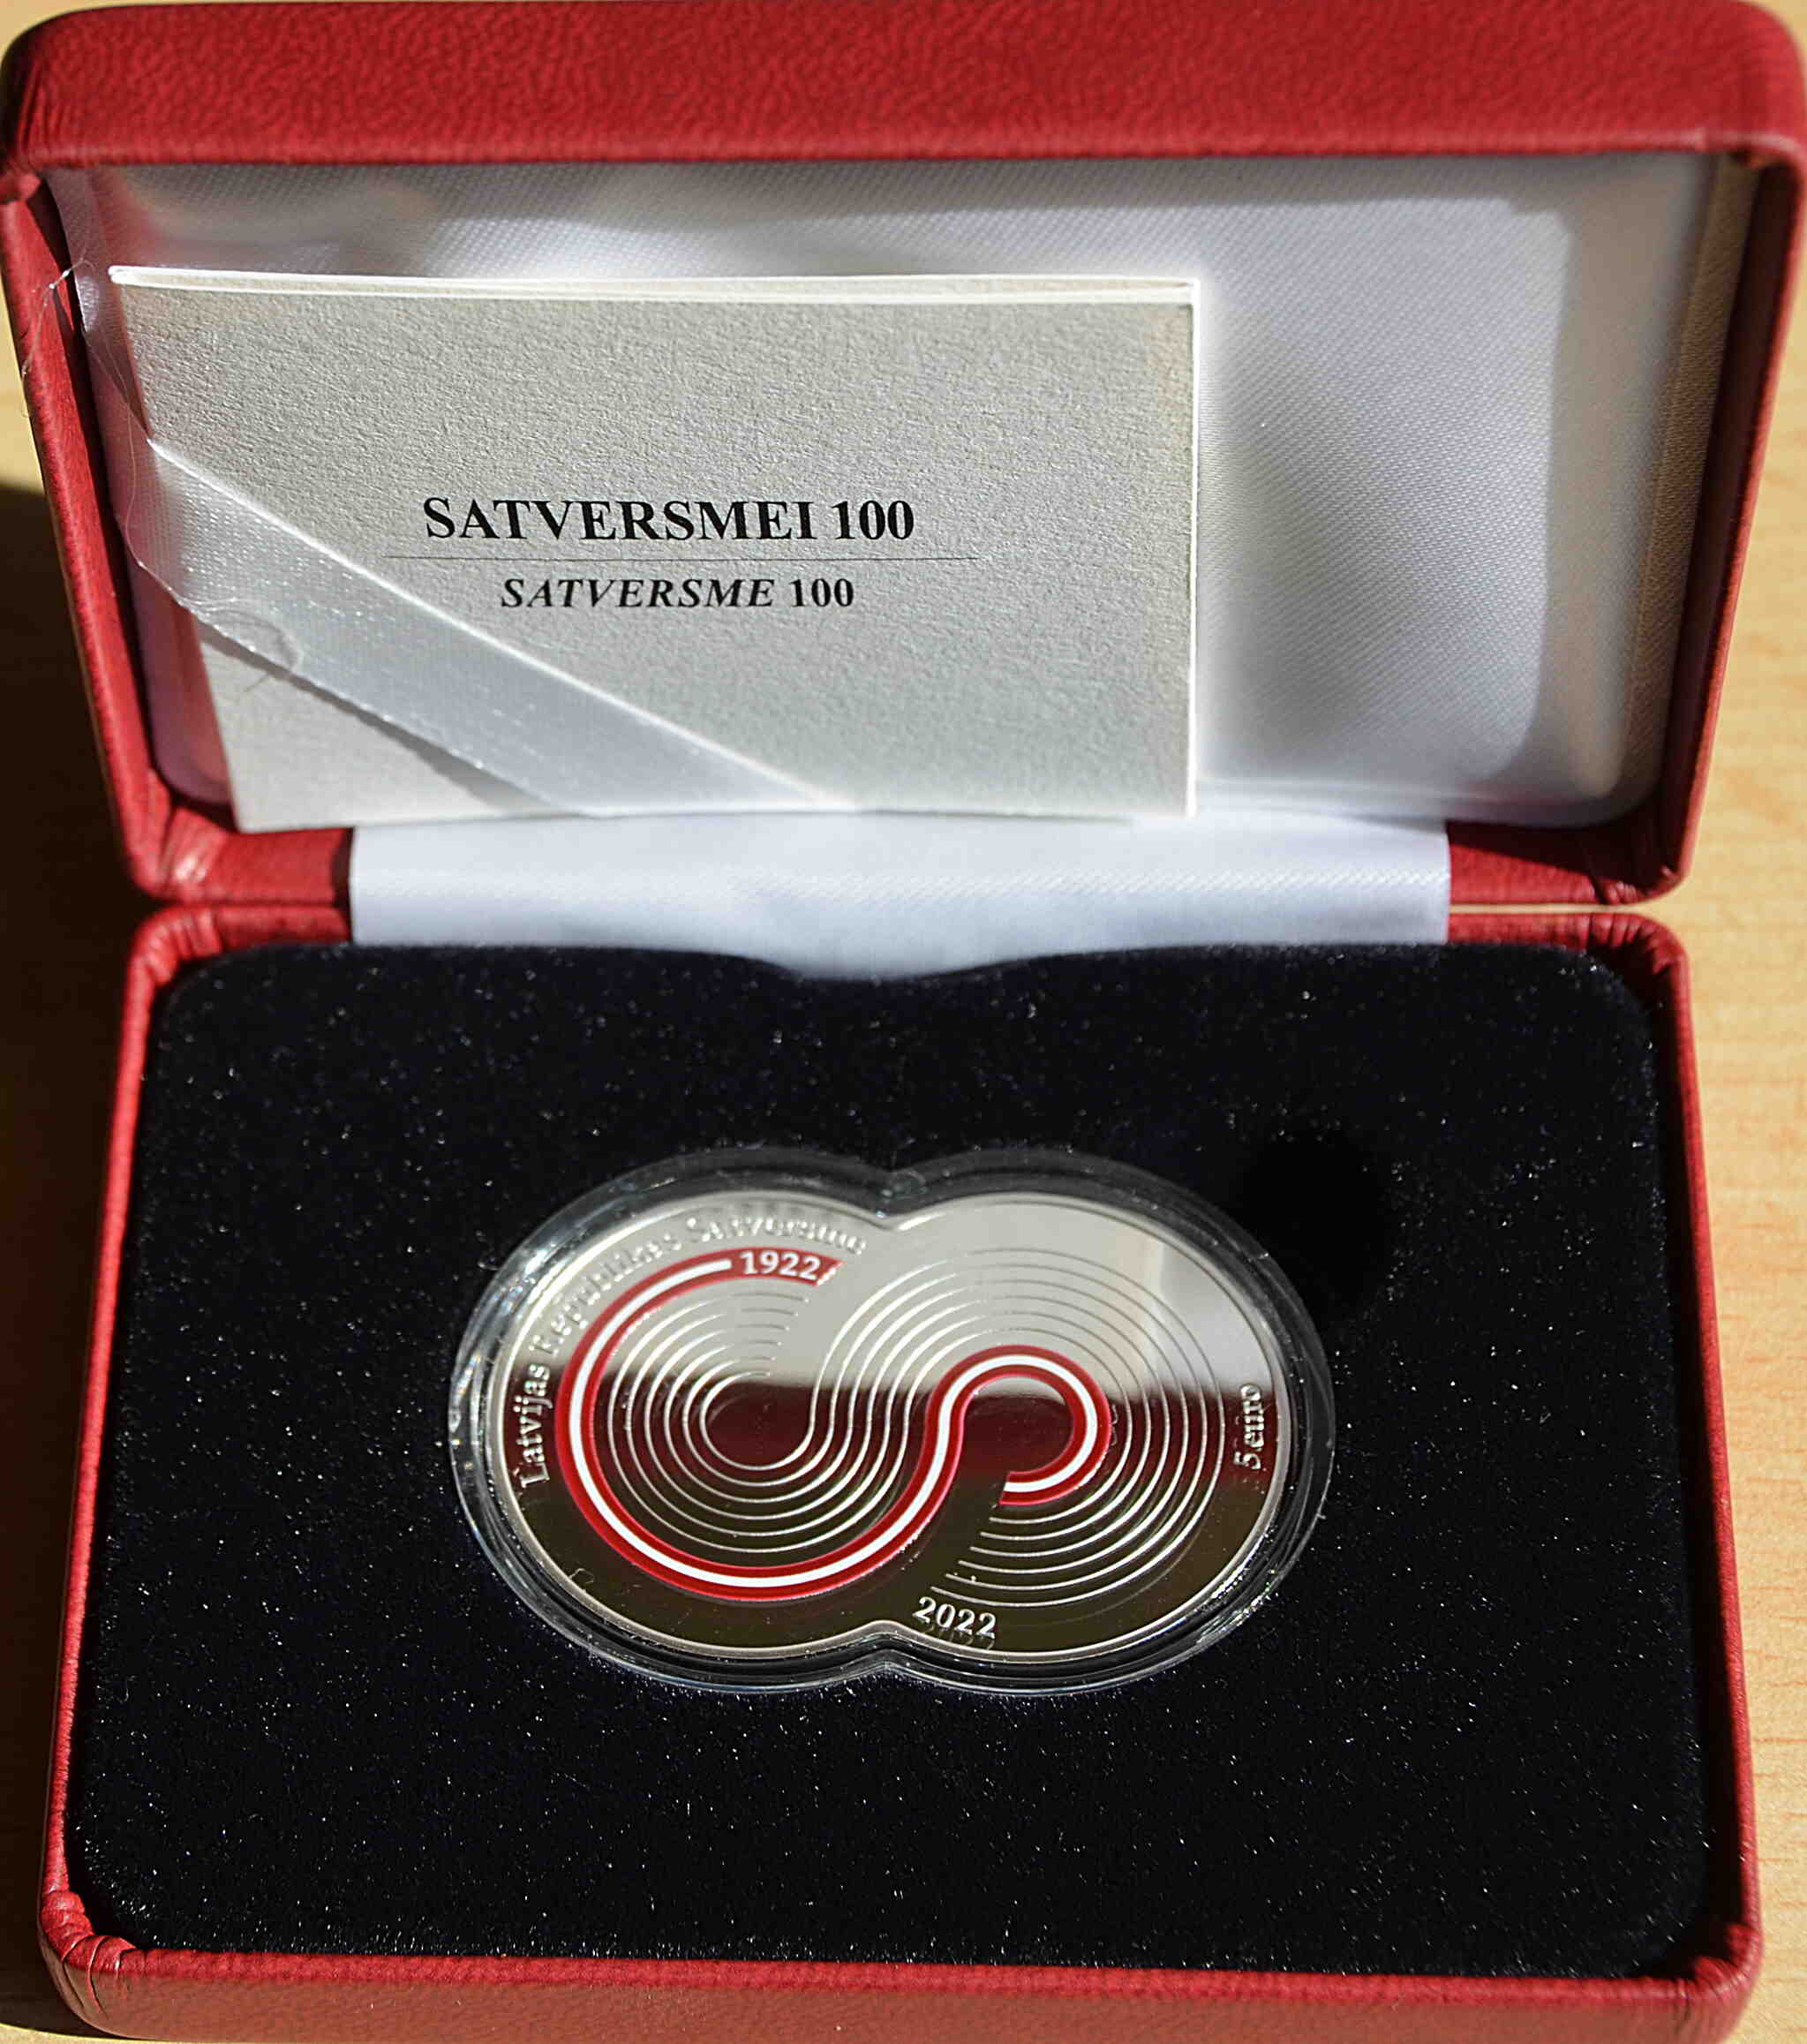 SATVERSMEI 100
SATVERSME 100
Latvijas Republikas Satversme
1922
5 euro
2022